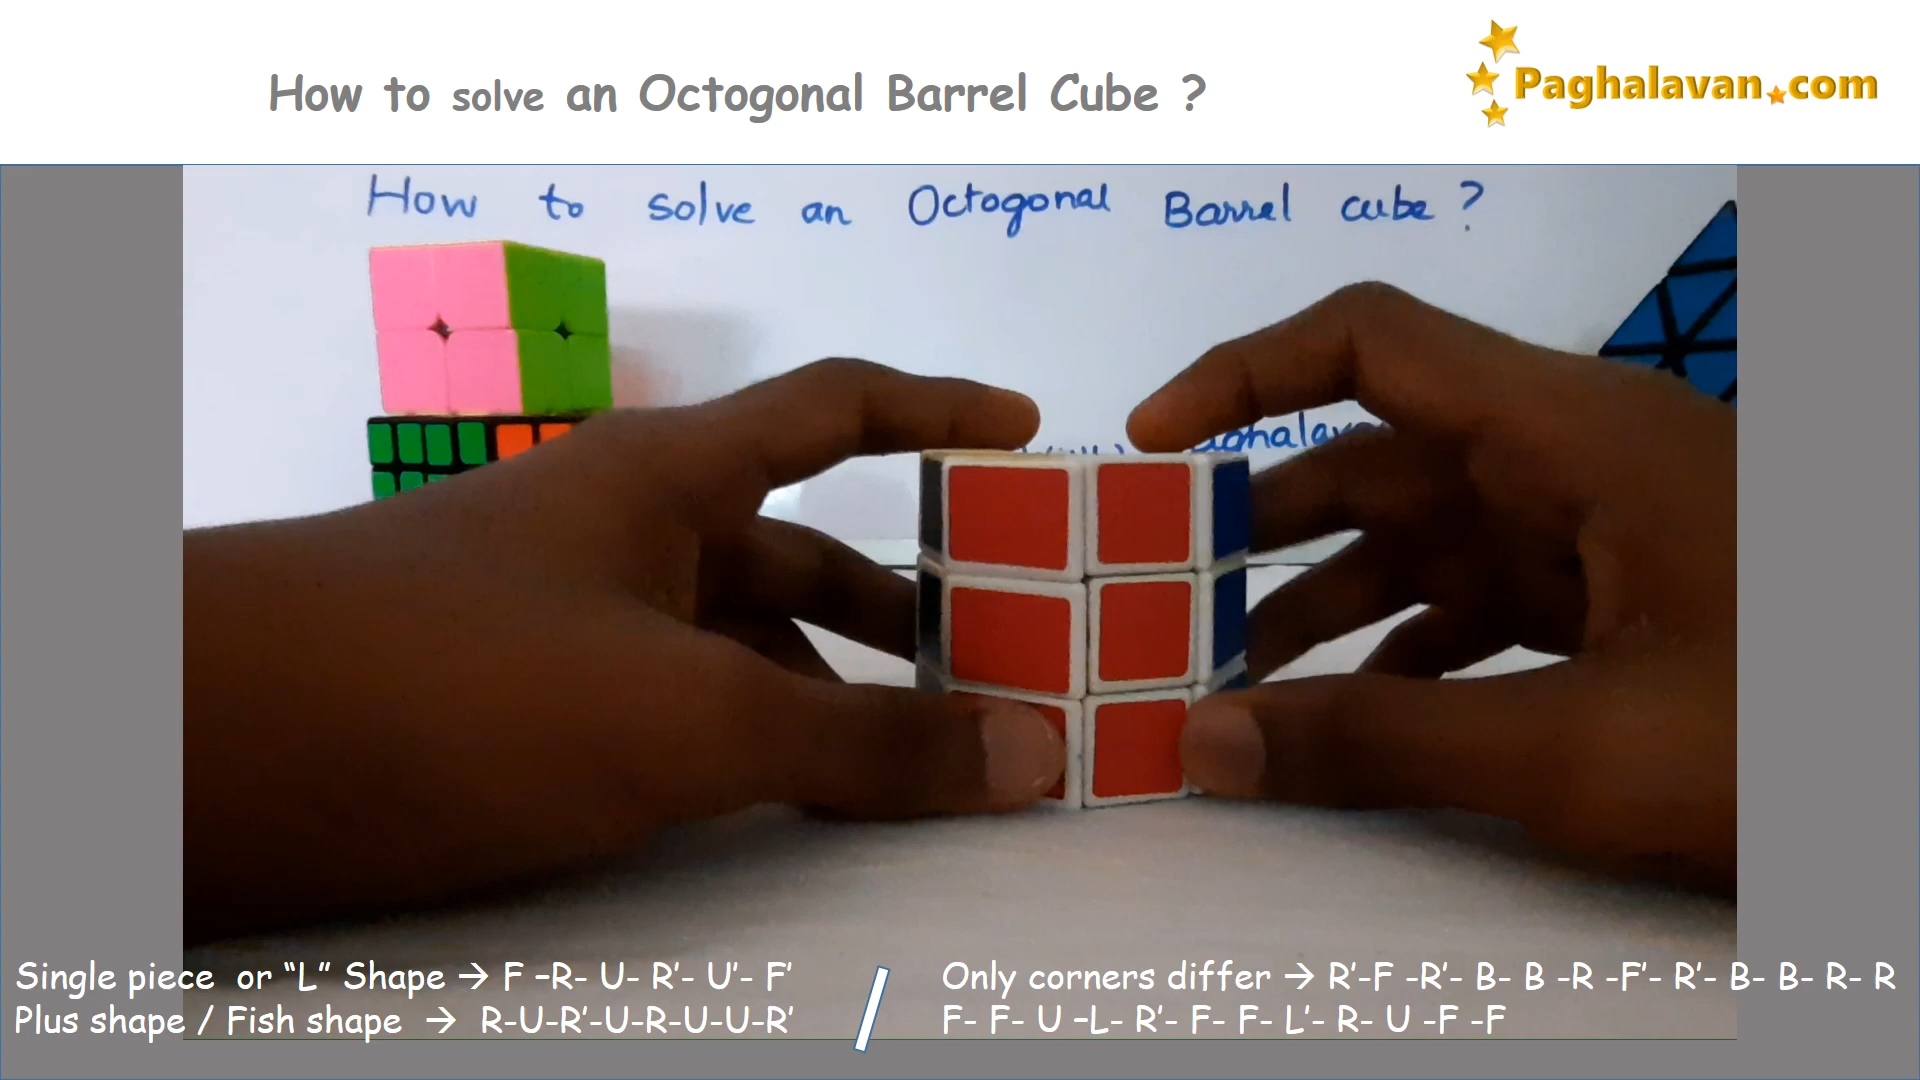 How to solve an Octogonal Barrel Cube ?
Paghalavan.com
How to solve an Octogonal Barrel cube ?
Single piece or “L” Shape → F –R- U- R’- U’- F’
Plus shape / Fish shape → R-U-R’-U-R-U-U-R’
/
Only corners differ → R’-F -R’- B- B -R -F’- R’- B- B- R- R
F- F- U –L- R’- F- F- L’- R- U -F -F